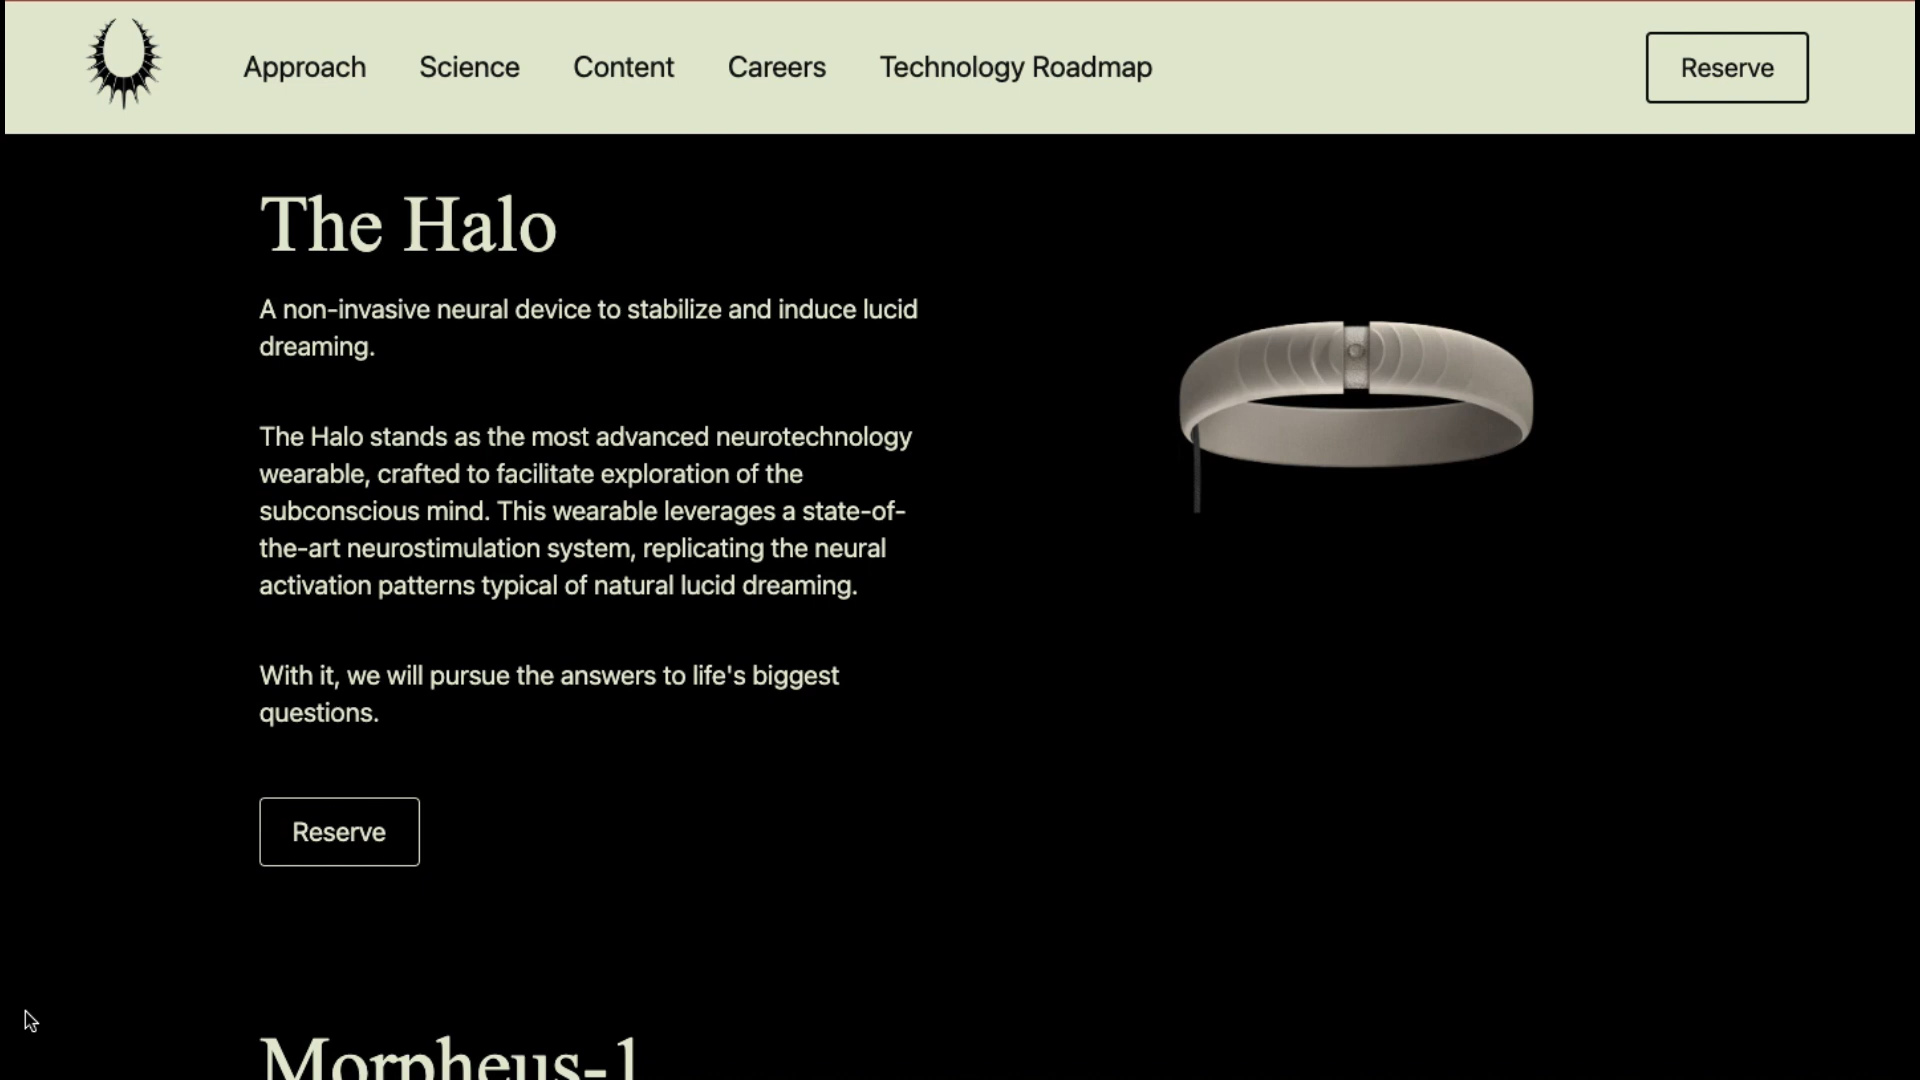 Approach
Science
Content
Careers
Technology Roadmap
Reserve
The Halo
A non-invasive neural device to stabilize and induce lucid
dreaming.
The Halo stands as the most advanced neurotechnology
wearable, crafted to facilitate exploration of the
subconscious mind. This wearable leverages a state-of-
the-art neurostimulation system, replicating the neural
activation patterns typical of natural lucid dreaming.
With it, we will pursue the answers to life's biggest
questions.
Reserve
Morpheus-1